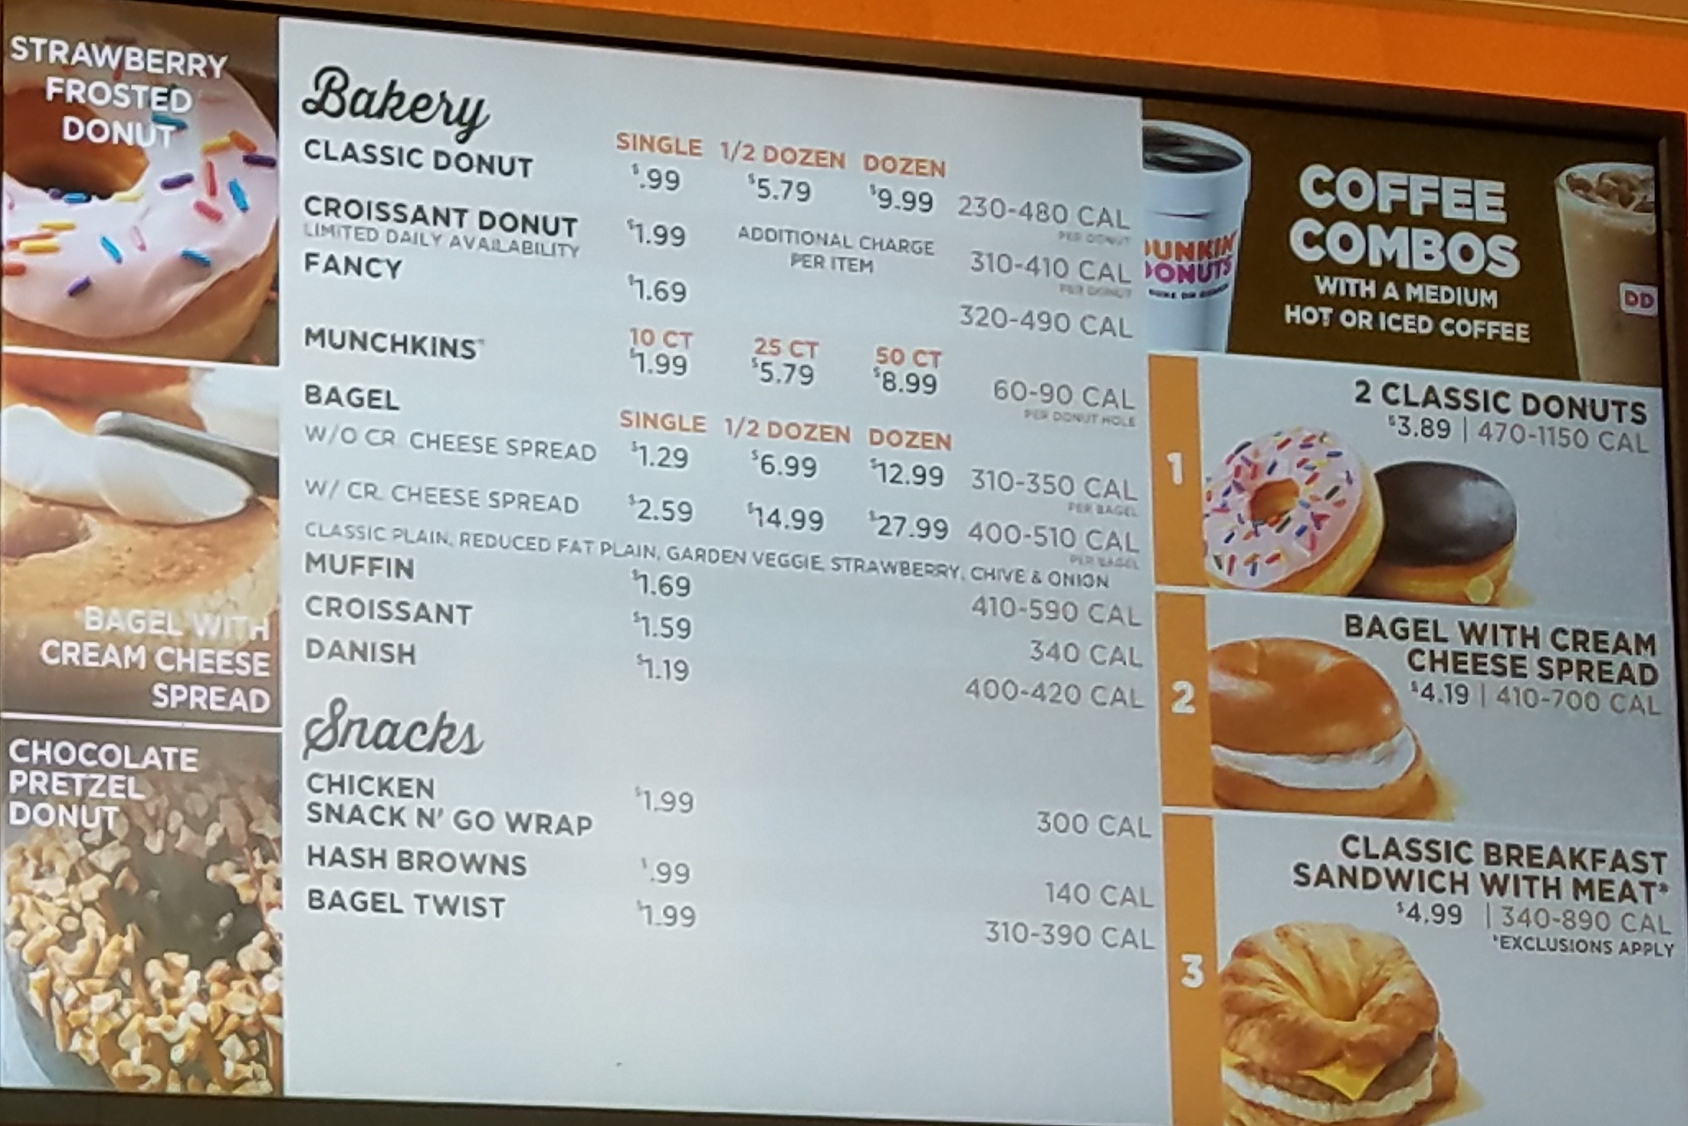 STRAWBERRY
FROSTED
DONUT
BAGEL WITH
CREAM CHEESE
SPREAD
CHOCOLATE
PRETZEL
DONUT
Bakery
SINGLE 1/2 DOZEN DOZEN
CLASSIC DONUT $.99 $5.79 $9.99 230-480 CAL
PER DONUT
CROISSANT DONUT $1.99 ADDITIONAL CHARGE PER ITEM 310-410 CAL
LIMITED DAILY AVAILABILITY PER DONUT
FANCY $1.69 320-490 CAL
10 CT 25 CT 50 CT
MUNCHKINS $1.99 $5.79 $8.99 60-90 CAL
PER DONUT HOLE
BAGEL
SINGLE 1/2 DOZEN DOZEN
W/O CR. CHEESE SPREAD $1.29 $6.99 $12.99 310-350 CAL
PER BAGEL
W/ CR. CHEESE SPREAD $2.59 $14.99 $27.99 400-510 CAL
PER BAGEL
CLASSIC PLAIN, REDUCED FAT PLAIN, GARDEN VEGGIE, STRAWBERRY, CHIVE & ONION
MUFFIN $1.69 410-590 CAL
CROISSANT $1.59 340 CAL
DANISH $1.19 400-420 CAL
Snacks
CHICKEN
SNACK N' GO WRAP $1.99 300 CAL
HASH BROWNS $.99 140 CAL
BAGEL TWIST $1.99 310-390 CAL
DUNKIN'
DONUTS
COFFEE
COMBOS
WITH A MEDIUM
HOT OR ICED COFFEE
DD
1
2 CLASSIC DONUTS
$3.89 | 470-1150 CAL
2
BAGEL WITH CREAM
CHEESE SPREAD
$4.19 | 410-700 CAL
3
CLASSIC BREAKFAST
SANDWICH WITH MEAT*
$4.99 | 340-890 CAL
*EXCLUSIONS APPLY